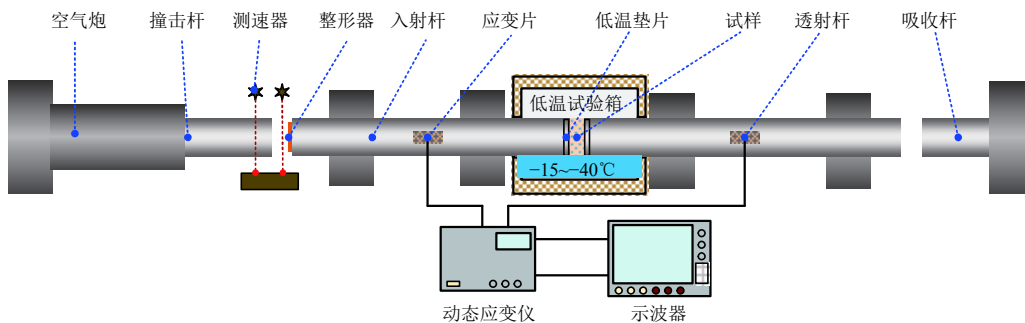 空气炮
撞击杆
测速器
整形器
入射杆
应变片
低温垫片
试样
透射杆
吸收杆
低温试验箱
−15~−40℃
动态应变仪
示波器